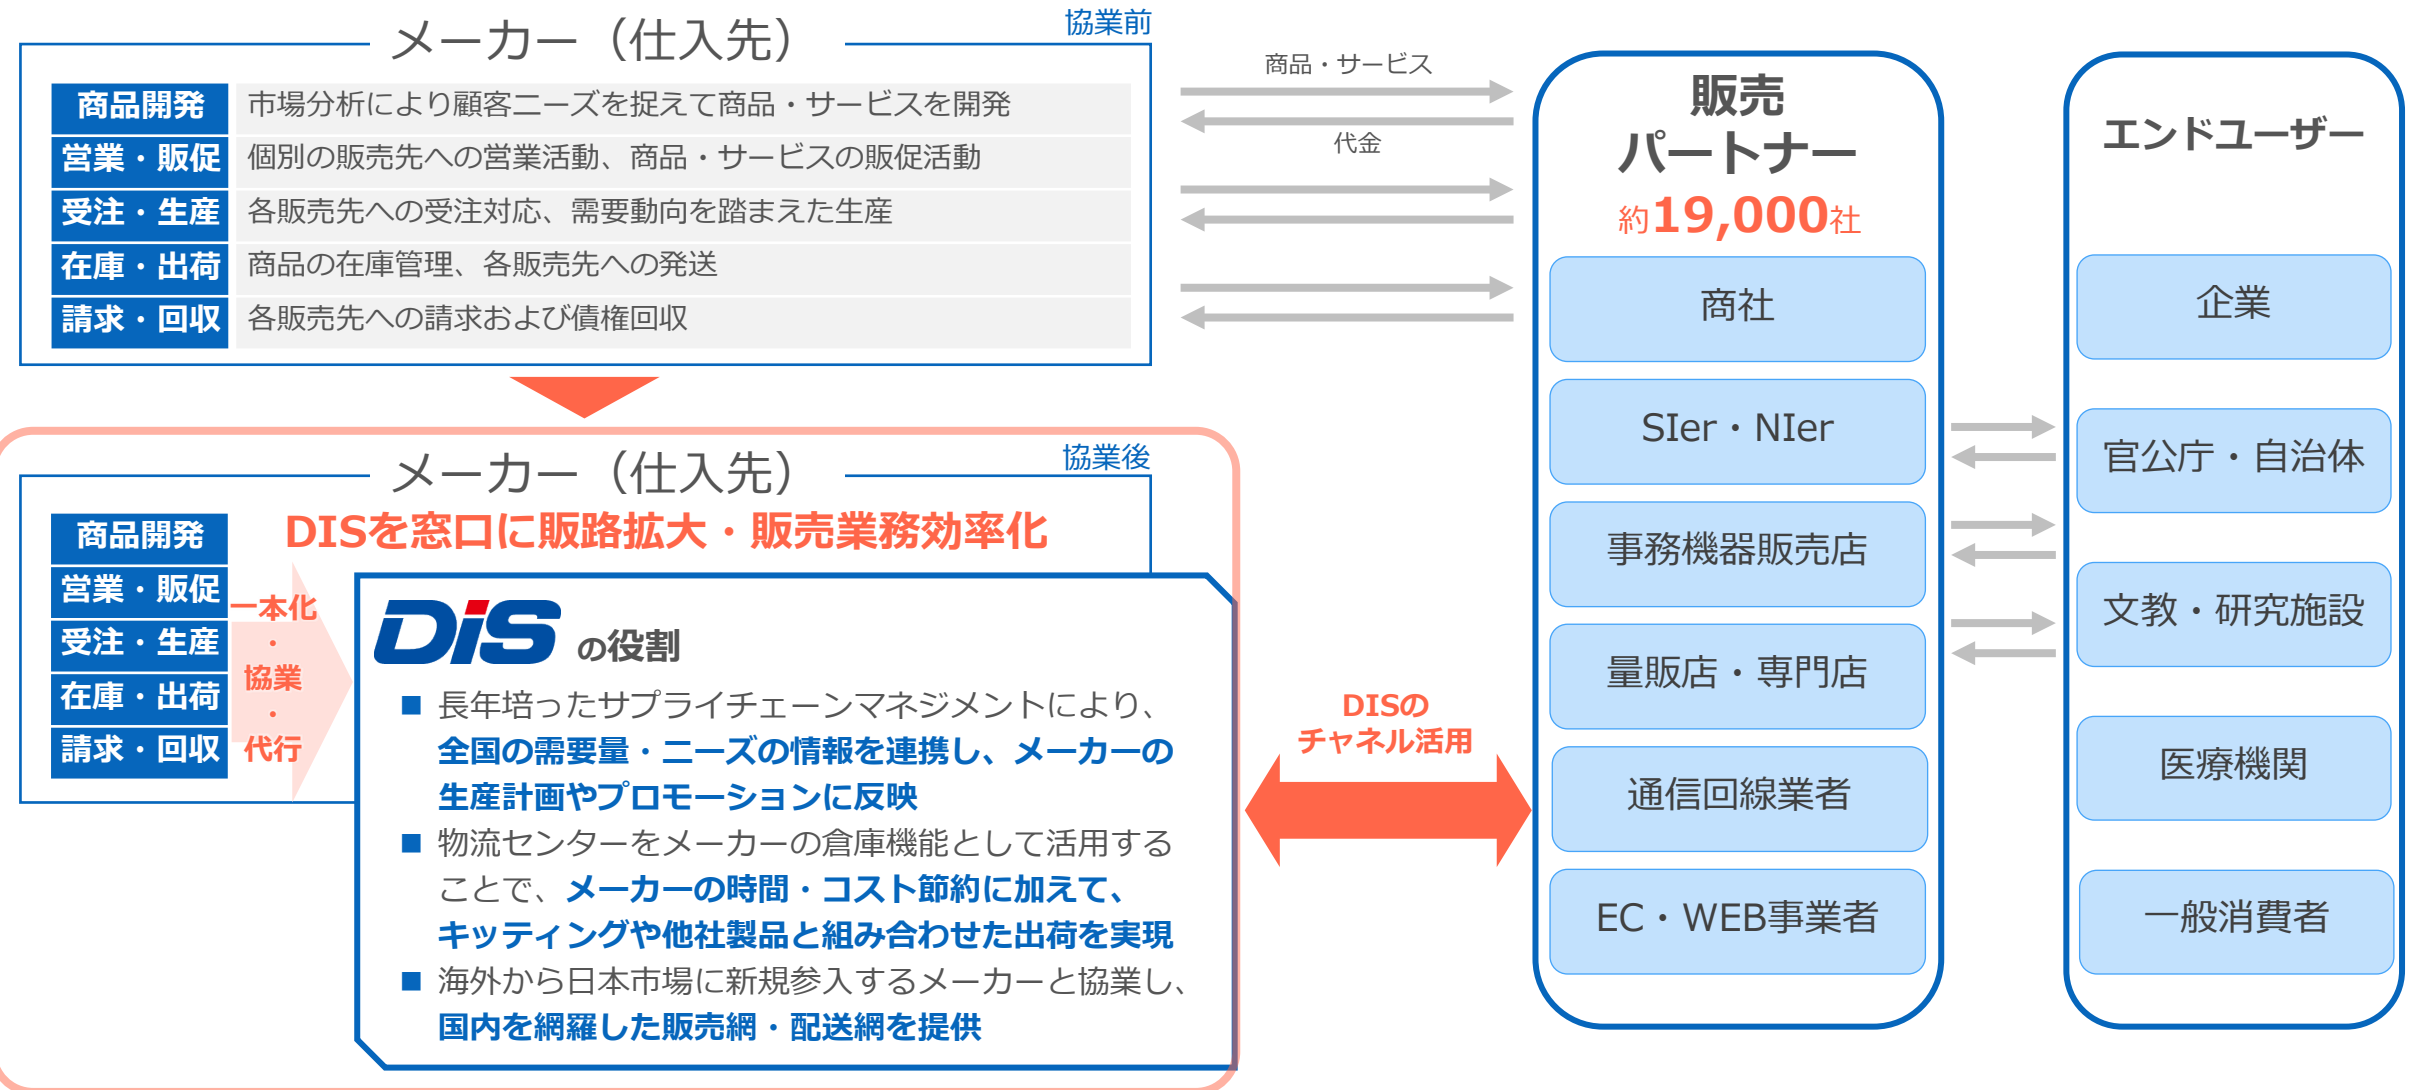 メーカー（仕入先）
協業前
商品開発
市場分析により顧客ニーズを捉えて商品・サービスを開発
営業・販促
個別の販売先への営業活動、商品・サービスの販促活動
受注・生産
各販売先への受注対応、需要動向を踏まえた生産
在庫・出荷
商品の在庫管理、各販売先への発送
請求・回収
各販売先への請求および債権回収
メーカー（仕入先）
協業後
DISを窓口に販路拡大・販売業務効率化
商品開発
営業・販促
受注・生産
在庫・出荷
請求・回収
一本化
・
協業
・
代行
DiS の役割
■ 長年培ったサプライチェーンマネジメントにより、
全国の需要量・ニーズの情報を連携し、メーカーの
生産計画やプロモーションに反映
■ 物流センターをメーカーの倉庫機能として活用する
ことで、メーカーの時間・コスト節約に加えて、
キッティングや他社製品と組み合わせた出荷を実現
■ 海外から日本市場に新規参入するメーカーと協業し、
国内を網羅した販売網・配送網を提供
商品・サービス
代金
DISの
チャネル活用
販売
パートナー
約19,000社
商社
SIer・NIer
事務機器販売店
量販店・専門店
通信回線業者
EC・WEB事業者
エンドユーザー
企業
官公庁・自治体
文教・研究施設
医療機関
一般消費者